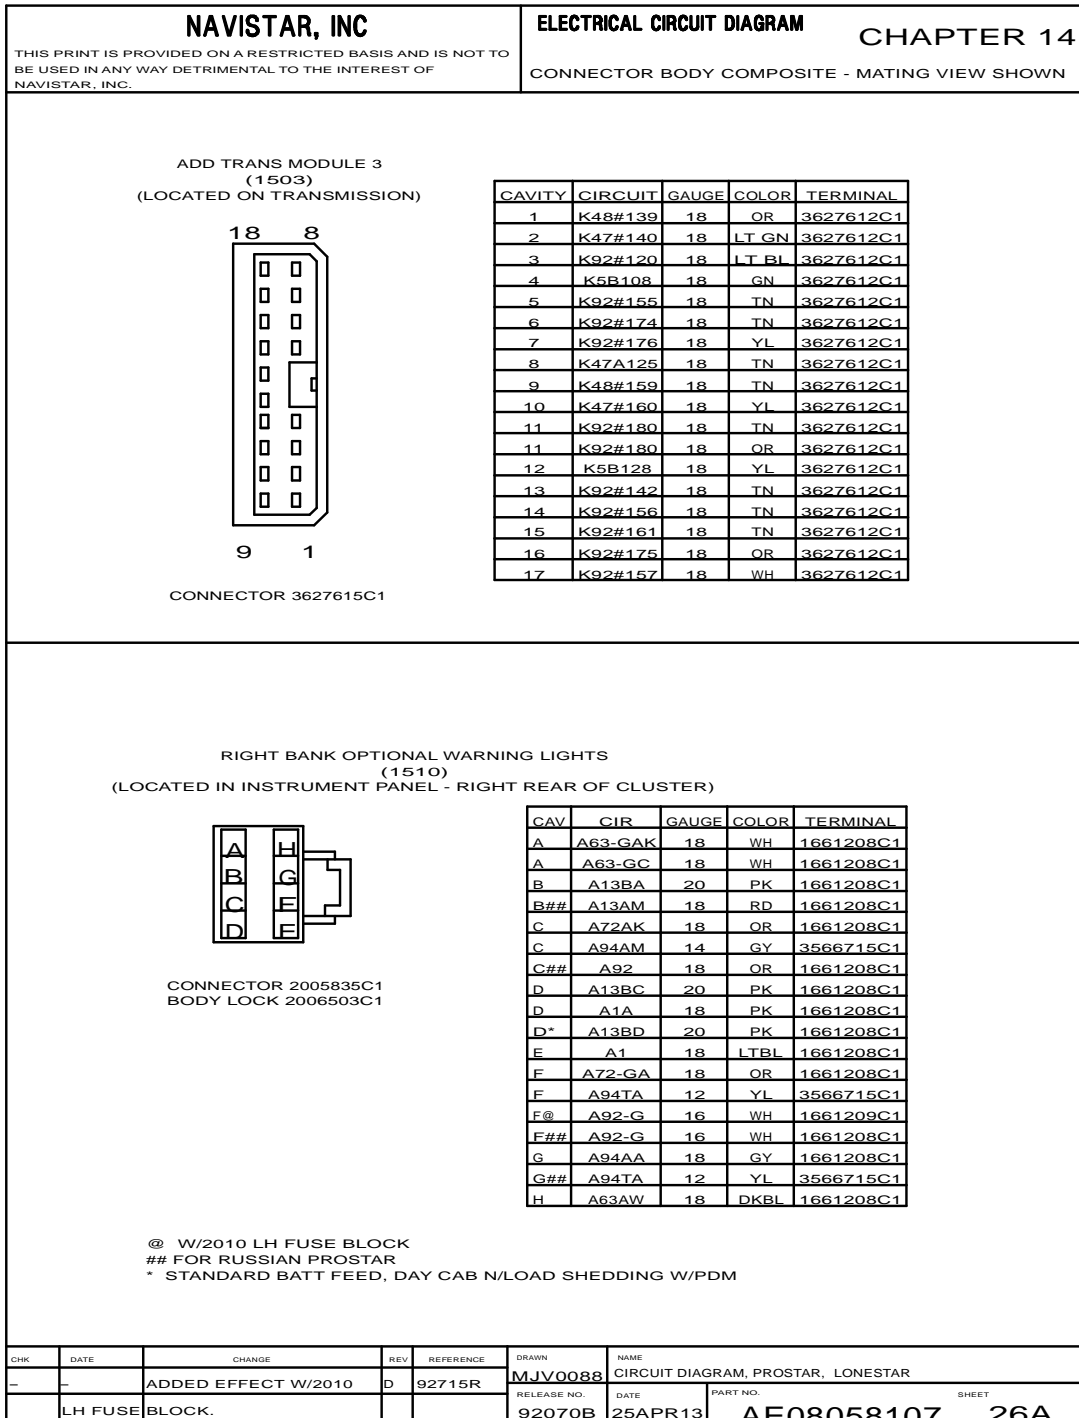 NAVISTAR, INC
THIS PRINT IS PROVIDED ON A RESTRICTED BASIS AND IS NOT TO
BE USED IN ANY WAY DETRIMENTAL TO THE INTEREST OF
NAVISTAR, INC.
ELECTRICAL CIRCUIT DIAGRAM
CHAPTER 14
CONNECTOR BODY COMPOSITE - MATING VIEW SHOWN
ADD TRANS MODULE 3
(1503)
(LOCATED ON TRANSMISSION)
18 8
9 1
CONNECTOR 3627615C1
CAVITY CIRCUIT GAUGE COLOR TERMINAL
1 K48#139 18 OR 3627612C1
2 K47#140 18 LT GN 3627612C1
3 K92#120 18 LT BL 3627612C1
4 K5B108 18 GN 3627612C1
5 K92#155 18 TN 3627612C1
6 K92#174 18 TN 3627612C1
7 K92#176 18 YL 3627612C1
8 K47A125 18 TN 3627612C1
9 K48#159 18 TN 3627612C1
10 K47#160 18 YL 3627612C1
11 K92#180 18 TN 3627612C1
11 K92#180 18 OR 3627612C1
12 K5B128 18 YL 3627612C1
13 K92#142 18 TN 3627612C1
14 K92#156 18 TN 3627612C1
15 K92#161 18 TN 3627612C1
16 K92#175 18 OR 3627612C1
17 K92#157 18 WH 3627612C1
RIGHT BANK OPTIONAL WARNING LIGHTS
(1510)
(LOCATED IN INSTRUMENT PANEL - RIGHT REAR OF CLUSTER)
A H
B G
C F
D E
CONNECTOR 2005835C1
BODY LOCK 2006503C1
CAV CIR GAUGE COLOR TERMINAL
A A63-GAK 18 WH 1661208C1
A A63-GC 18 WH 1661208C1
B A13BA 20 PK 1661208C1
B## A13AM 18 RD 1661208C1
C A72AK 18 OR 1661208C1
C A94AM 14 GY 3566715C1
C## A92 18 OR 1661208C1
D A13BC 20 PK 1661208C1
D A1A 18 PK 1661208C1
D* A13BD 20 PK 1661208C1
E A1 18 LTBL 1661208C1
F A72-GA 18 OR 1661208C1
F A94TA 12 YL 3566715C1
F@ A92-G 16 WH 1661209C1
F## A92-G 16 WH 1661208C1
G A94AA 18 GY 1661208C1
G## A94TA 12 YL 3566715C1
H A63AW 18 DKBL 1661208C1
@ W/2010 LH FUSE BLOCK
## FOR RUSSIAN PROSTAR
* STANDARD BATT FEED, DAY CAB N/LOAD SHEDDING W/PDM
CHK DATE CHANGE REV REFERENCE
– – ADDED EFFECT W/2010 D 92715R
LH FUSE BLOCK.
DRAWN
MJV0088
NAME
CIRCUIT DIAGRAM, PROSTAR, LONESTAR
RELEASE NO. DATE PART NO. SHEET
92070B 25APR13 AE08058107 26A